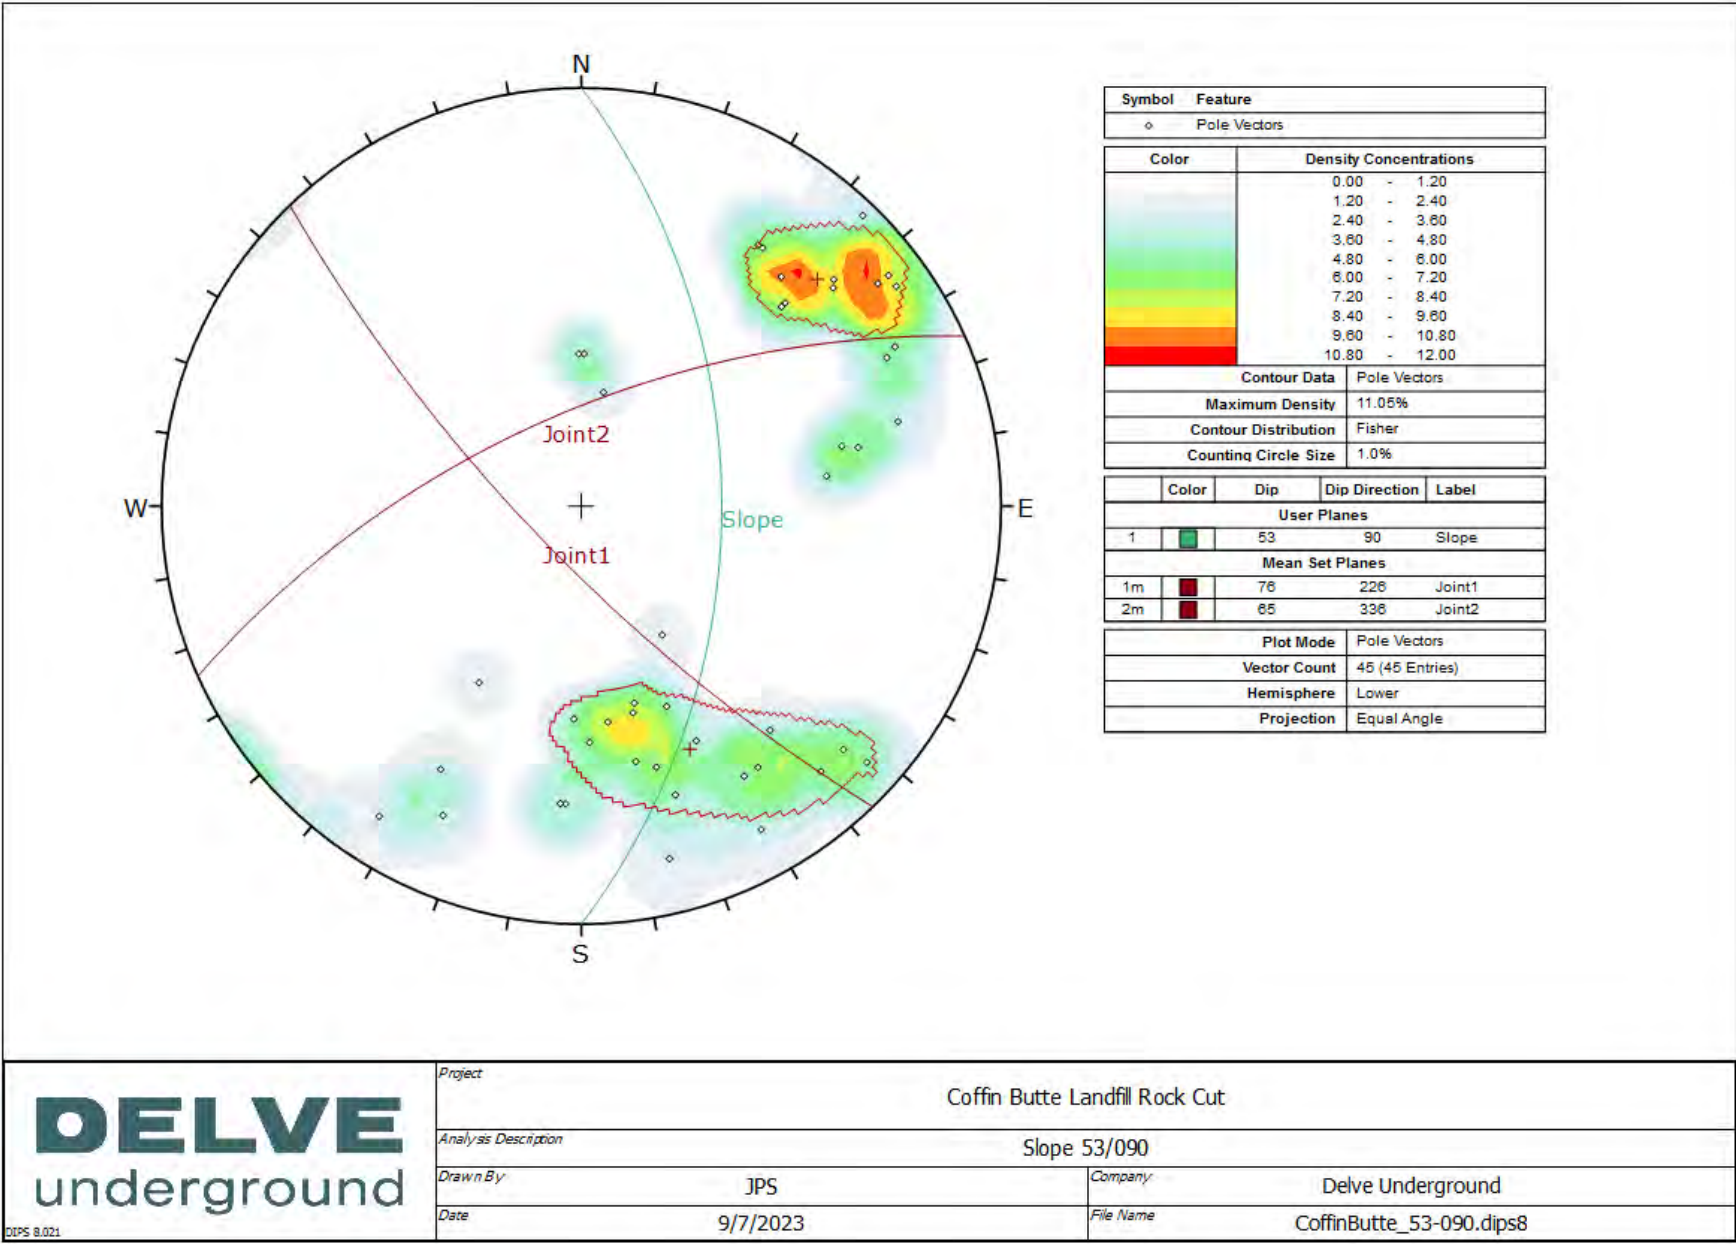 N
W
E
S
Joint2
Joint1
Slope
Symbol Feature
Pole Vectors
Color Density Concentrations
0.00 - 1.20
1.20 - 2.40
2.40 - 3.60
3.60 - 4.80
4.80 - 6.00
6.00 - 7.20
7.20 - 8.40
8.40 - 9.60
9.60 - 10.80
10.80 - 12.00
Contour Data Pole Vectors
Maximum Density 11.05%
Contour Distribution Fisher
Counting Circle Size 1.0%
Color Dip Dip Direction Label
User Planes
1 53 90 Slope
Mean Set Planes
1m 76 226 Joint1
2m 65 336 Joint2
Plot Mode Pole Vectors
Vector Count 45 (45 Entries)
Hemisphere Lower
Projection Equal Angle
DELVE
underground
DIPS 8.021
Project
Coffin Butte Landfill Rock Cut
Analysis Description
Slope 53/090
Drawn By
JPS
Company
Delve Underground
Date
9/7/2023
File Name
CoffinButte_53-090.dips8